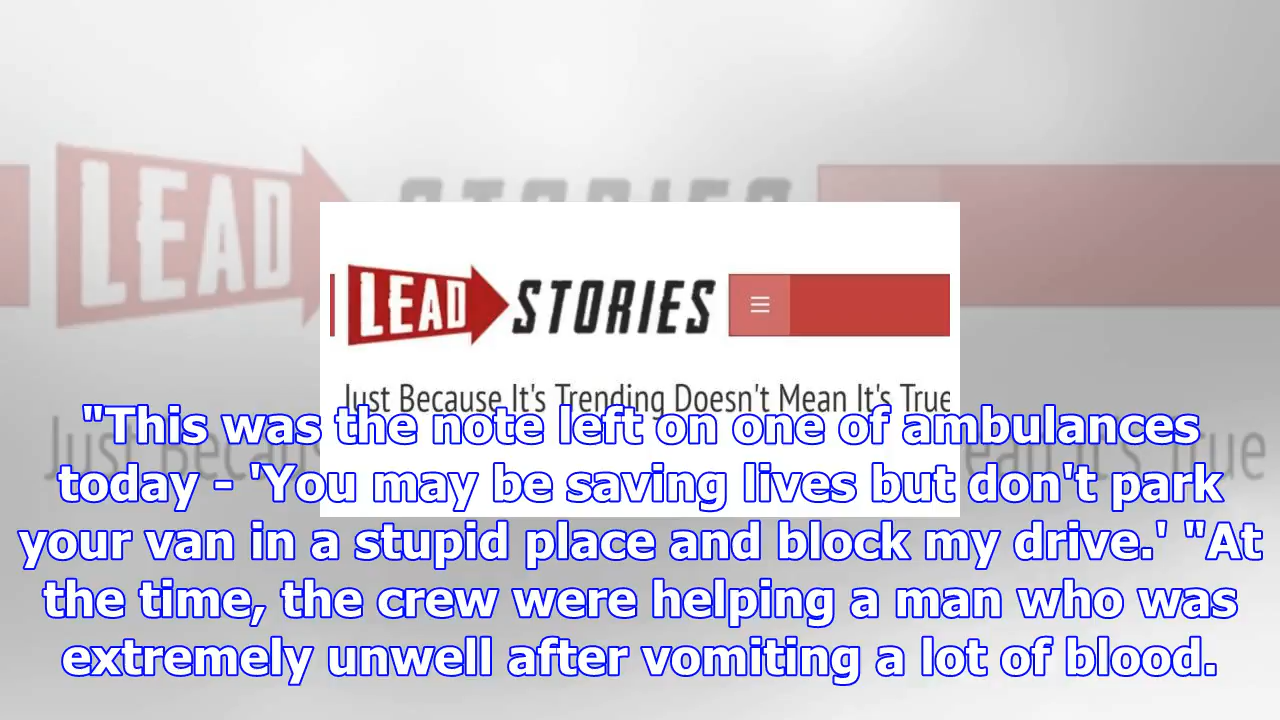 LEAD STORIES
Just Because It's Trending Doesn't Mean It's True
"This was the note left on one of ambulances
today - 'You may be saving lives but don't park
your van in a stupid place and block my drive.' "At
the time, the crew were helping a man who was
extremely unwell after vomiting a lot of blood.